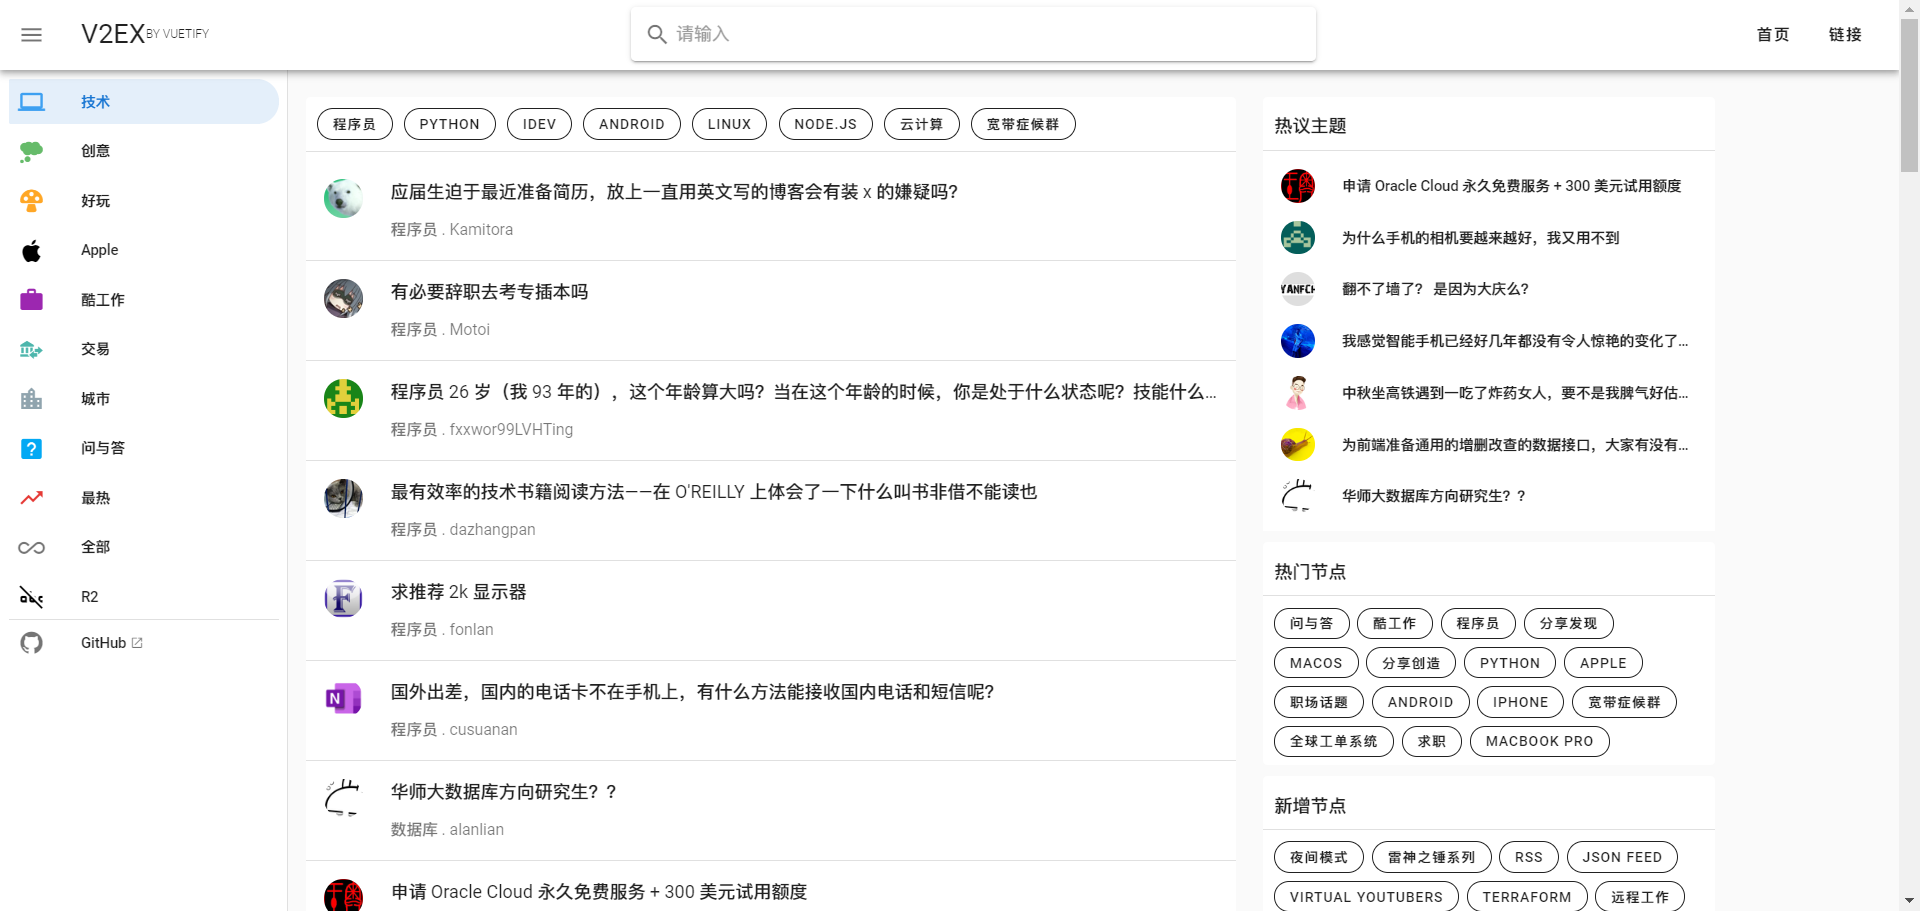 V2EX BY VUETIFY
请输入
首页
链接
技术
创意
好玩
Apple
酷工作
交易
城市
问与答
最热
全部
R2
GitHub
程序员
PYTHON
IDEV
ANDROID
LINUX
NODE.JS
云计算
宽带症候群
应届生迫于最近准备简历，放上一直用英文写的博客会有装 x 的嫌疑吗？
程序员 . Kamitora
有必要辞职去考专插本吗
程序员 . Motoi
程序员 26 岁（我 93 年的），这个年龄算大吗？当在这个年龄的时候，你是处于什么状态呢？技能什么...
程序员 . fxxwor99LVHTing
最有效率的技术书籍阅读方法——在 O'REILLY 上体会了一下什么叫书非借不能读也
程序员 . dazhangpan
求推荐 2k 显示器
程序员 . fonlan
国外出差，国内的电话卡不在手机上，有什么方法能接收国内电话和短信呢？
程序员 . cusuanan
华师大数据库方向研究生？？
数据库 . alanlian
申请 Oracle Cloud 永久免费服务 + 300 美元试用额度
热议主题
申请 Oracle Cloud 永久免费服务 + 300 美元试用额度
为什么手机的相机要越来越好，我又用不到
YANFCH
翻不了墙了？ 是因为大庆么？
我感觉智能手机已经好几年都没有令人惊艳的变化了...
中秋坐高铁遇到一吃了炸药女人，要不是我脾气好估...
为前端准备通用的增删改查的数据接口，大家有没有...
华师大数据库方向研究生？？
热门节点
问与答
酷工作
程序员
分享发现
MACOS
分享创造
PYTHON
APPLE
职场话题
ANDROID
IPHONE
宽带症候群
全球工单系统
求职
MACBOOK PRO
新增节点
夜间模式
雷神之锤系列
RSS
JSON FEED
VIRTUAL YOUTUBERS
TERRAFORM
远程工作